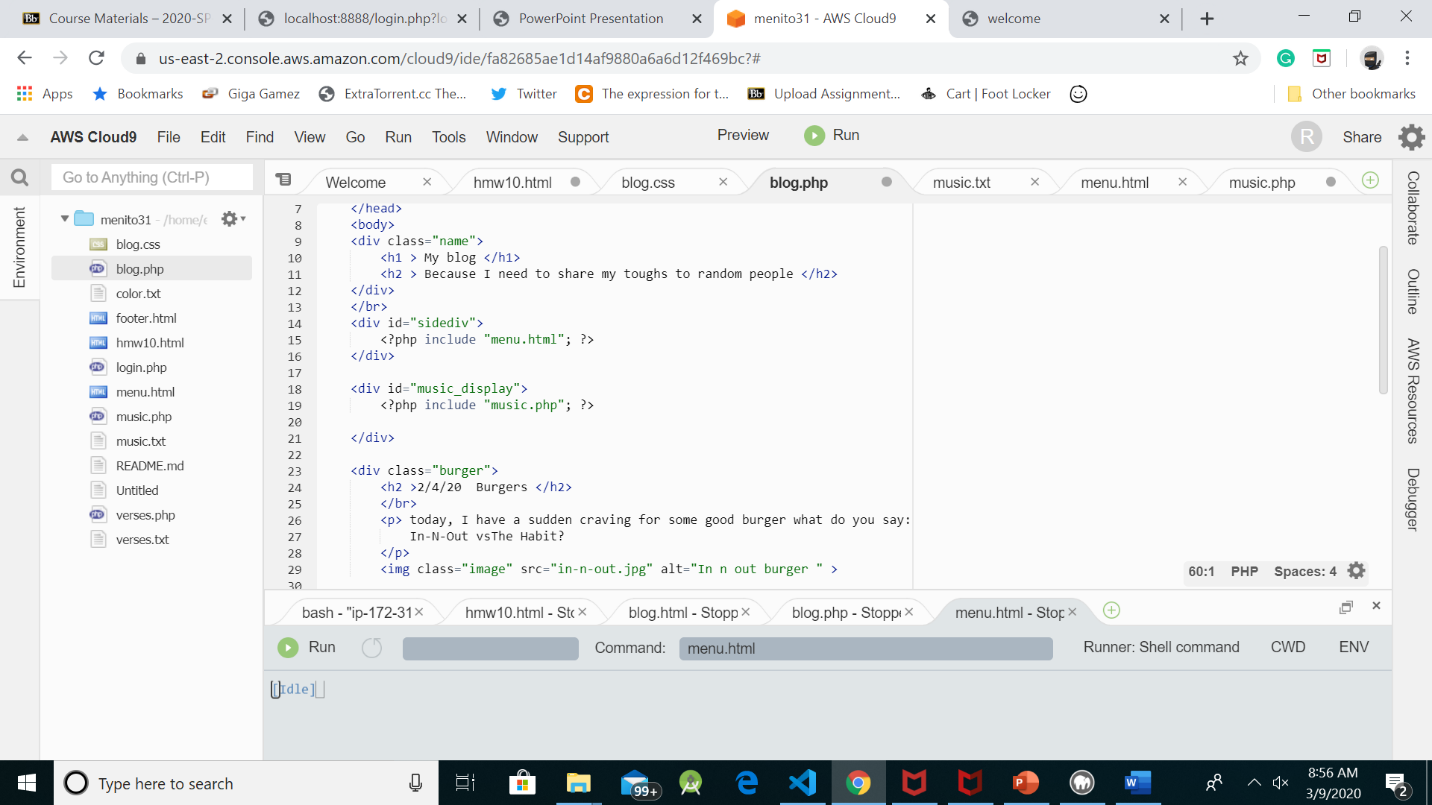 Course Materials – 2020-SP
localhost:8888/login.php?lo
PowerPoint Presentation
menito31 - AWS Cloud9
welcome
us-east-2.console.aws.amazon.com/cloud9/ide/fa82685ae1d14af9880a6a6d12f469bc?#
Apps Bookmarks Giga Gamez ExtraTorrent.cc The... Twitter The expression for t... Upload Assignment... Cart | Foot Locker Other bookmarks
AWS Cloud9 File Edit Find View Go Run Tools Window Support Preview Run R Share
Go to Anything (Ctrl-P)
Welcome hmw10.html blog.css blog.php music.txt menu.html music.php
Environment
menito31 - /home/e
blog.css
blog.php
color.txt
footer.html
hmw10.html
login.php
menu.html
music.php
music.txt
README.md
Untitled
verses.php
verses.txt
7 </head>
8 <body>
9 <div class="name">
10 <h1 > My blog </h1>
11 <h2 > Because I need to share my toughs to random people </h2>
12 </div>
13 </br>
14 <div id="sidediv">
15 <?php include "menu.html"; ?>
16 </div>
17
18 <div id="music_display">
19 <?php include "music.php"; ?>
20
21 </div>
22
23 <div class="burger">
24 <h2 >2/4/20  Burgers </h2>
25 </br>
26 <p> today, I have a sudden craving for some good burger what do you say:
27 In-N-Out vsThe Habit?
28 </p>
29 <img class="image" src="in-n-out.jpg" alt="In n out burger " >
30
60:1 PHP Spaces: 4
Collaborate
Outline
AWS Resources
Debugger
bash - "ip-172-31 hmw10.html - Sto blog.html - Stopp blog.php - Stoppe menu.html - Stop
Run Command: menu.html Runner: Shell command CWD ENV
[Idle]
Type here to search
99+
8:56 AM
3/9/2020
2